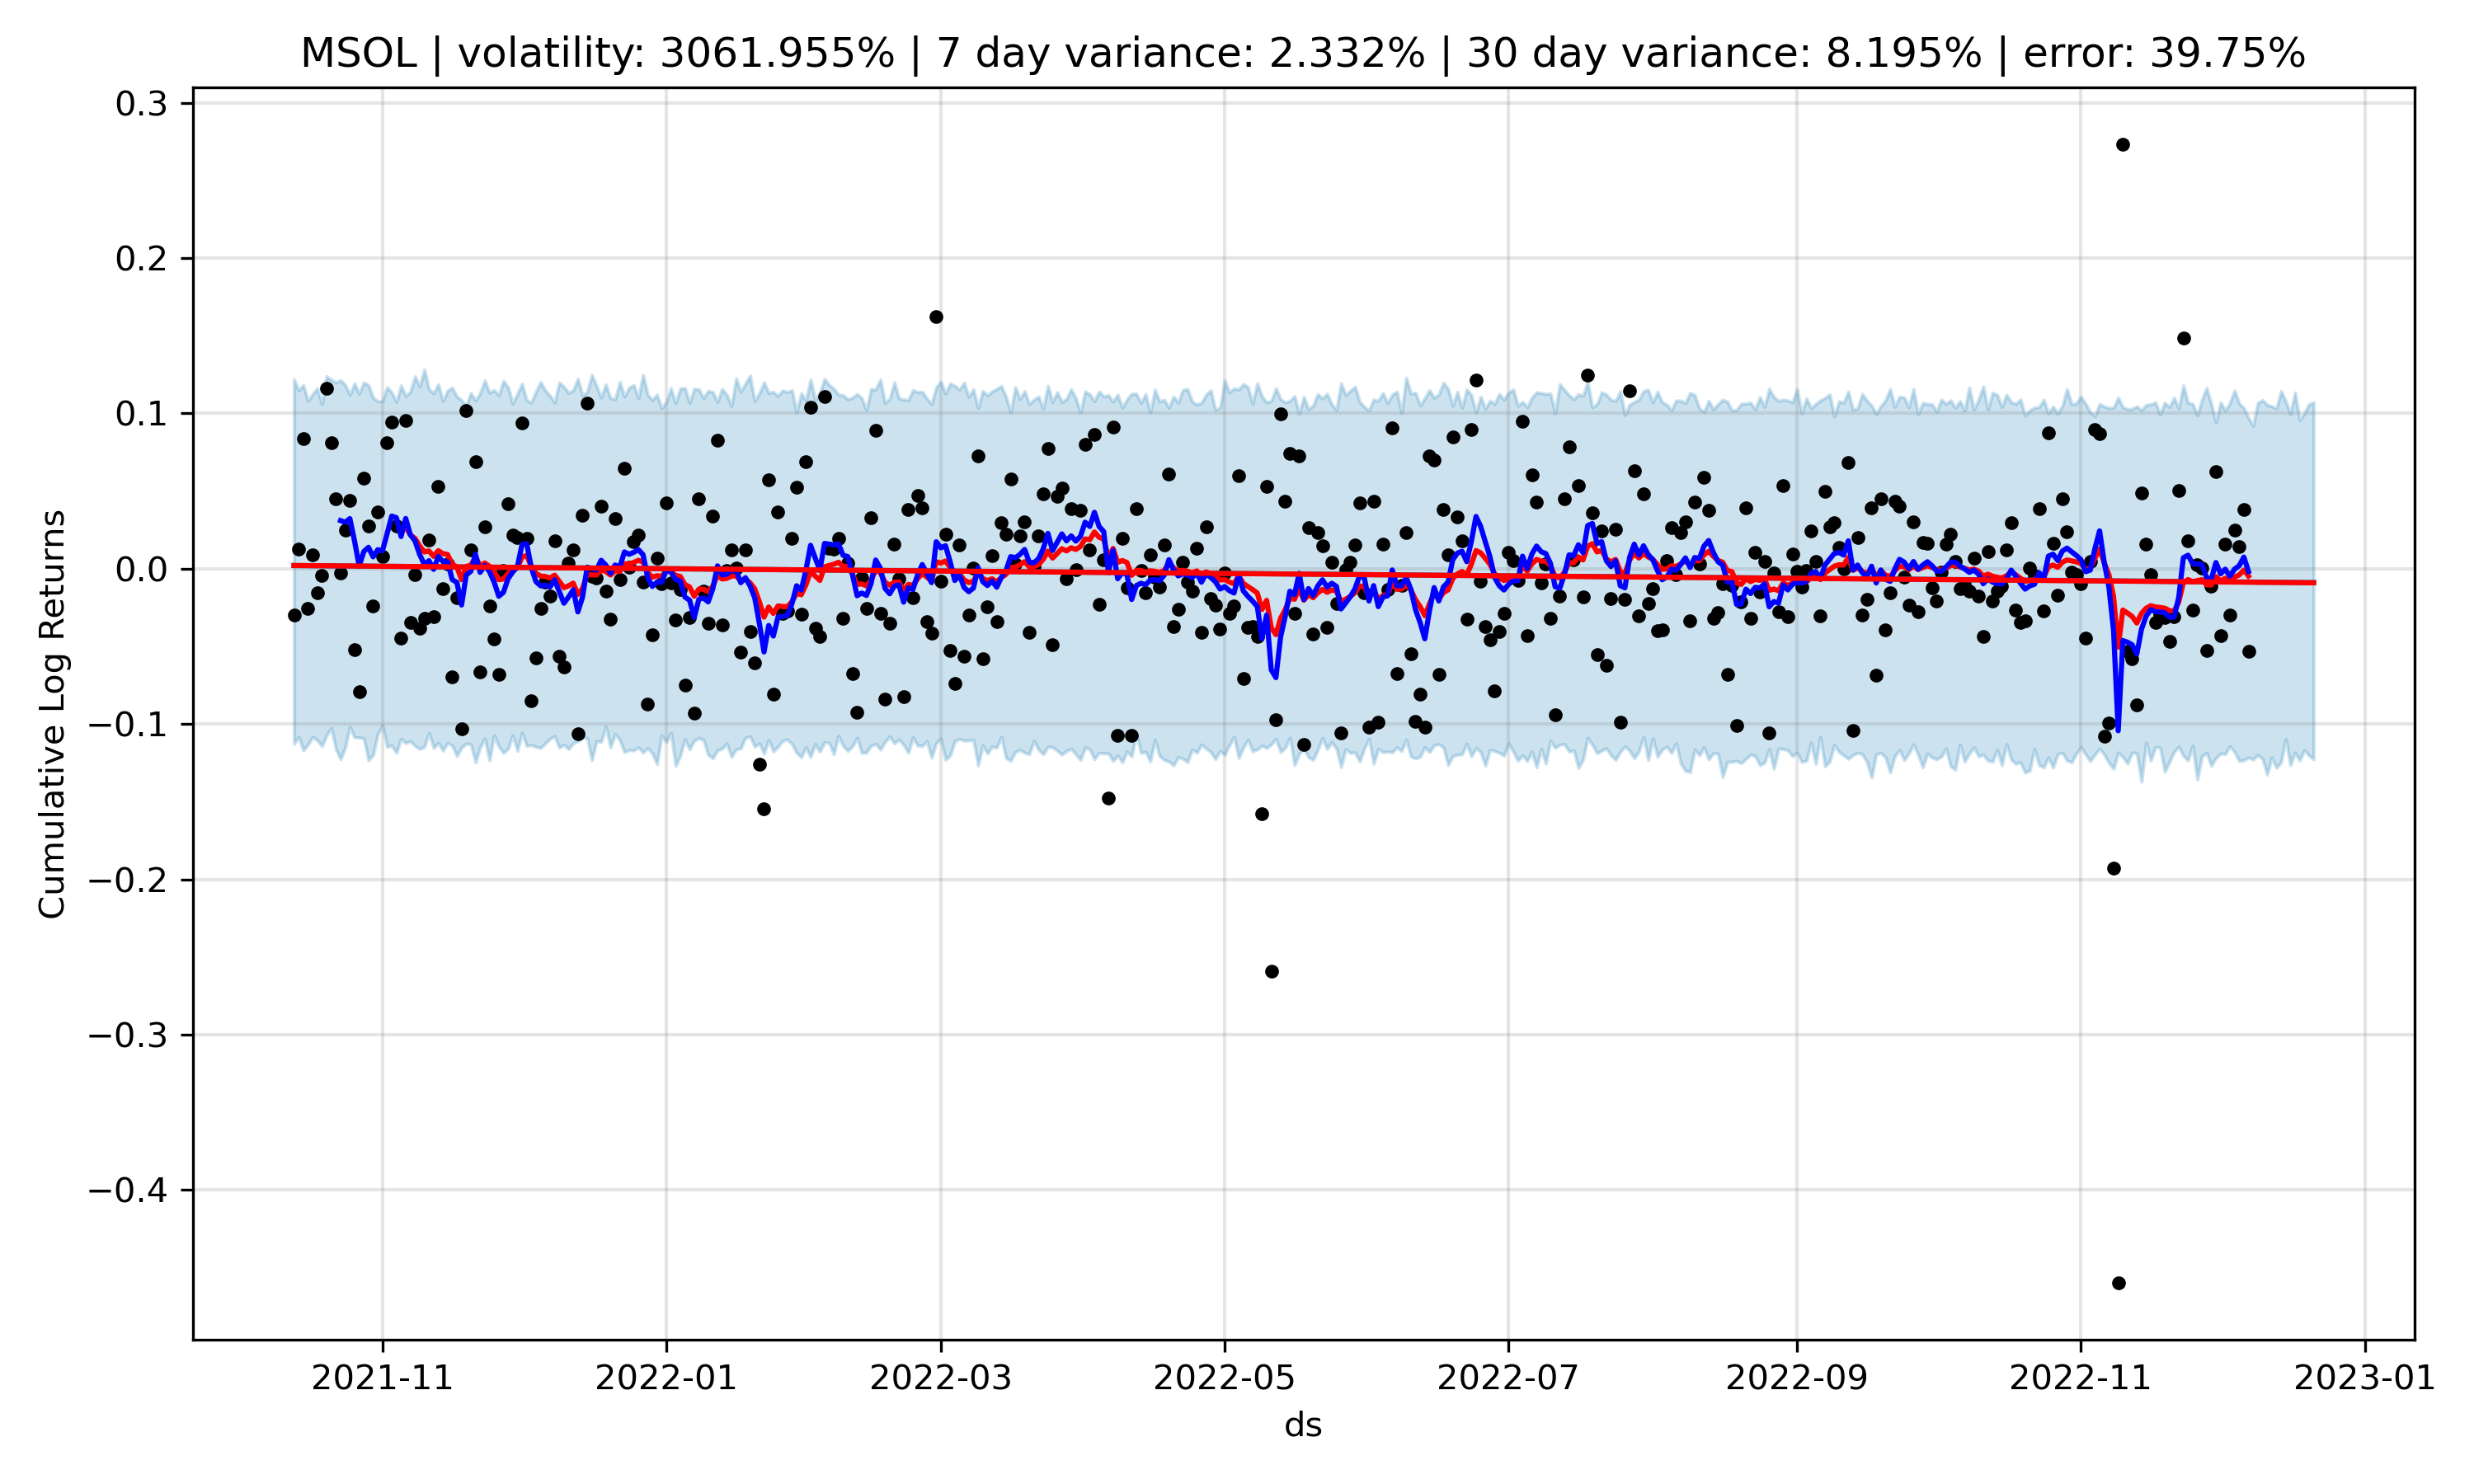 MSOL | volatility: 3061.955% | 7 day variance: 2.332% | 30 day variance: 8.195% | error: 39.75%
0.3
0.2
0.1
0.0
−0.1
−0.2
−0.3
−0.4
Cumulative Log Returns
2021-11 2022-01 2022-03 2022-05 2022-07 2022-09 2022-11 2023-01
ds